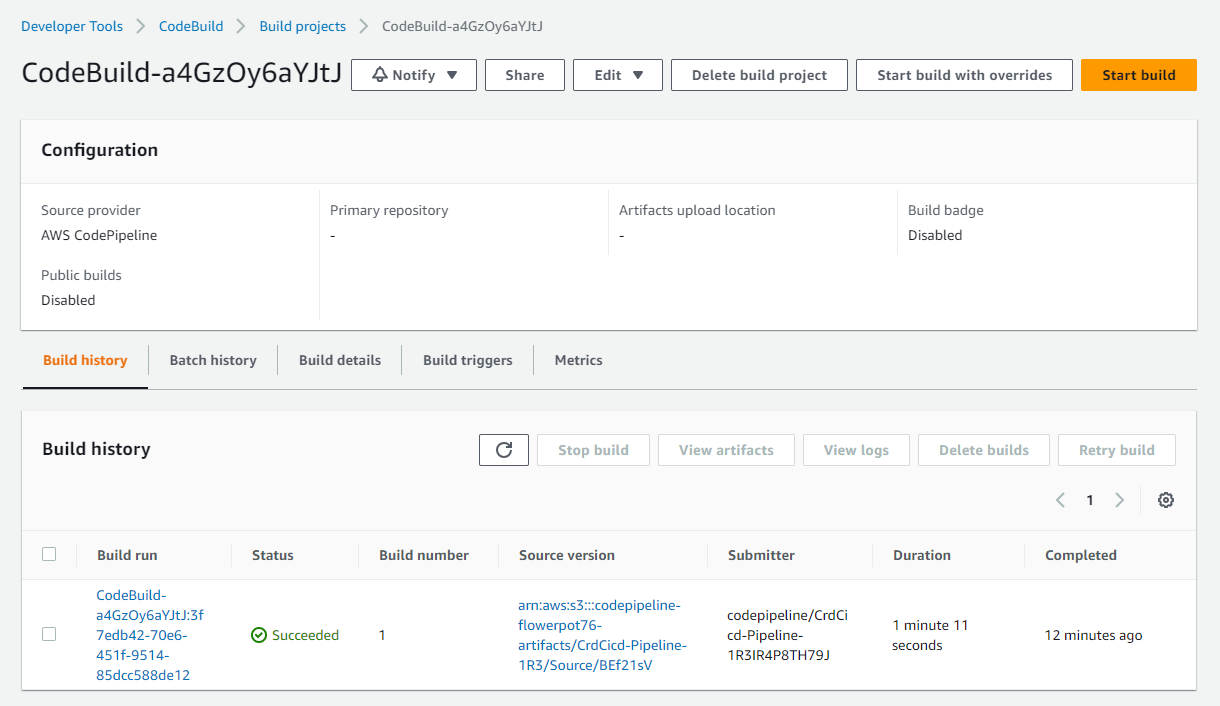 Developer Tools CodeBuild Build projects CodeBuild-a4GzOy6aYJtJ
CodeBuild-a4GzOy6aYJtJ Notify Share Edit Delete build project Start build with overrides Start build
Configuration
Source provider Primary repository Artifacts upload location Build badge
AWS CodePipeline - - Disabled
Public builds
Disabled
Build history Batch history Build details Build triggers Metrics
Build history Stop build View artifacts View logs Delete builds Retry build
1
Build run Status Build number Source version Submitter Duration Completed
CodeBuild-
a4GzOy6aYJtJ:3f
7edb42-70e6-
451f-9514-
85dcc588de12
Succeeded
1
arn:aws:s3:::codepipeline-
flowerpot76-
artifacts/CrdCicd-Pipeline-
1R3/Source/BEf21sV
codepipeline/CrdCi
cd-Pipeline-
1R3IR4P8TH79J
1 minute 11
seconds
12 minutes ago